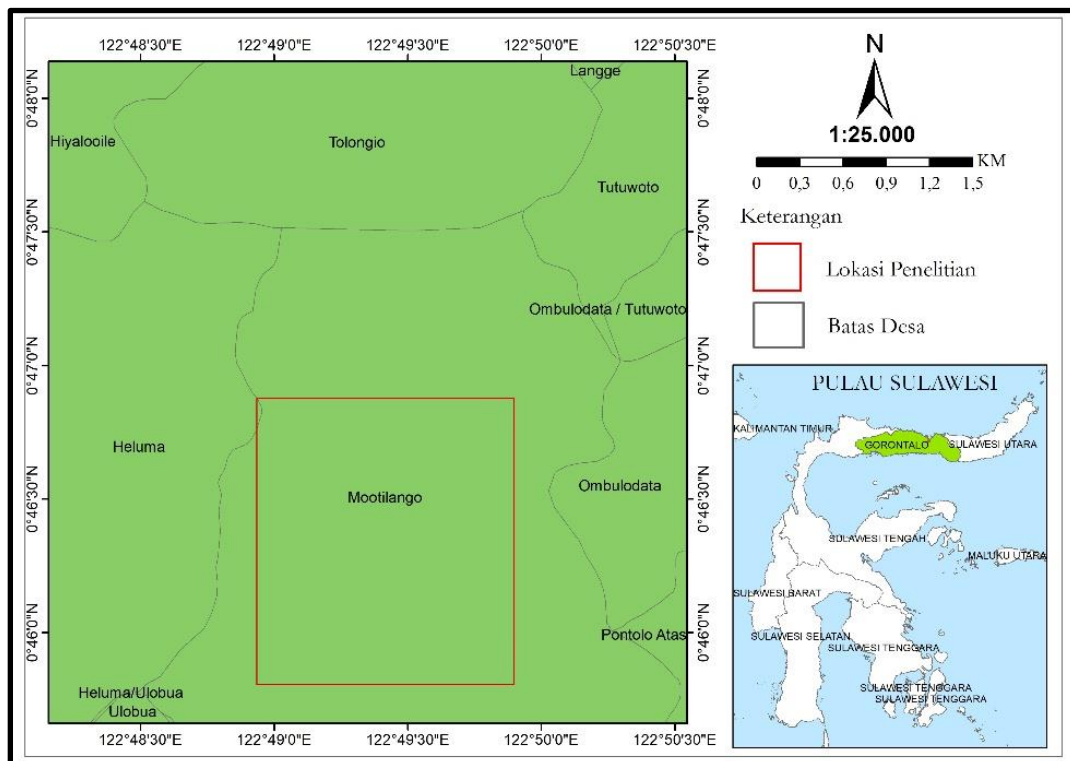 122°48'30"E 122°49'0"E 122°49'30"E 122°50'0"E 122°50'30"E
0°48'0"N
0°47'30"N
0°47'0"N
0°46'30"N
0°46'0"N
Langge
Hiyalooile
Tolongio
Tutuwoto
Ombulodata / Tutuwoto
Heluma
Mootilango
Ombulodata
Pontolo Atas
Heluma/Ulobua
Ulobua
0°48'0"N
0°47'30"N
0°47'0"N
0°46'30"N
0°46'0"N
122°48'30"E 122°49'0"E 122°49'30"E 122°50'0"E 122°50'30"E
N
1:25.000
KM
0 0,3 0,6 0,9 1,2 1,5
Keterangan
Lokasi Penelitian
Batas Desa
PULAU SULAWESI
KALIMANTAN TIMUR
GORONTALO
SULAWESI UTARA
SULAWESI TENGAH
MALUKU UTARA
SULAWESI BARAT
SULAWESI SELATAN
SULAWESI TENGGARA
SULAWESI TENGGARA
SULAWESI TENGGARA